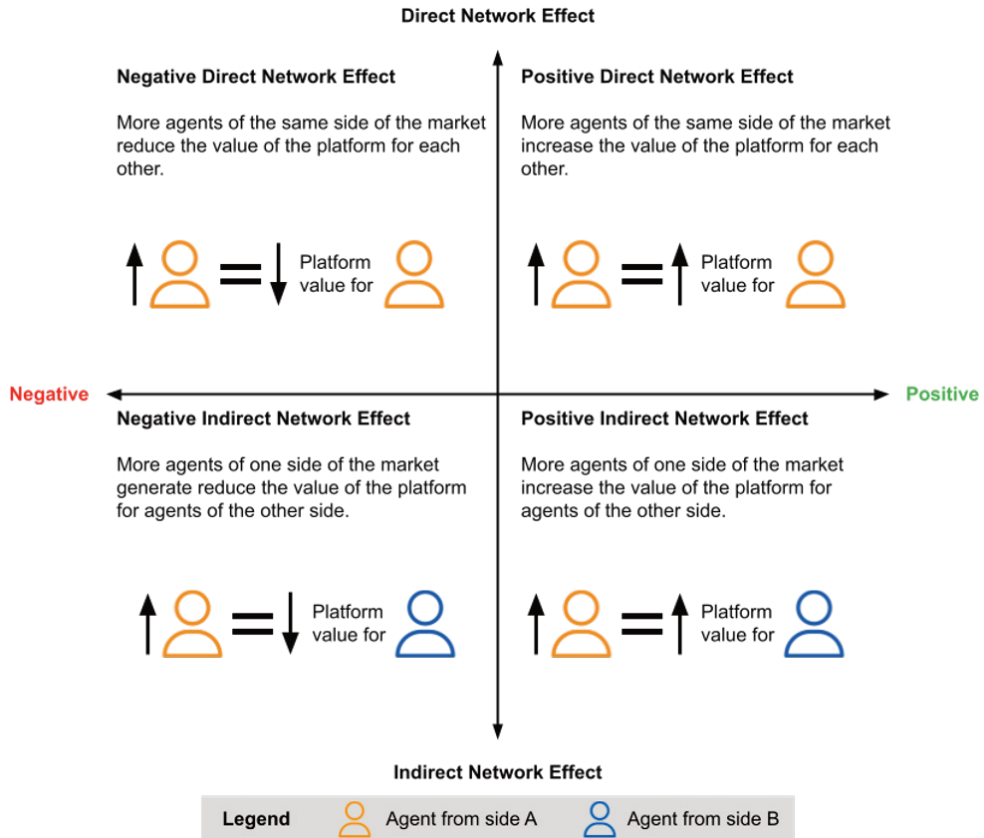 Direct Network Effect
Negative Direct Network Effect
More agents of the same side of the market
reduce the value of the platform for each
other.
Platform
value for
Positive Direct Network Effect
More agents of the same side of the market
increase the value of the platform for each
other.
Platform
value for
Negative
Positive
Negative Indirect Network Effect
More agents of one side of the market
generate reduce the value of the platform
for agents of the other side.
Platform
value for
Positive Indirect Network Effect
More agents of one side of the market
increase the value of the platform for
agents of the other side.
Platform
value for
Indirect Network Effect
Legend
Agent from side A
Agent from side B